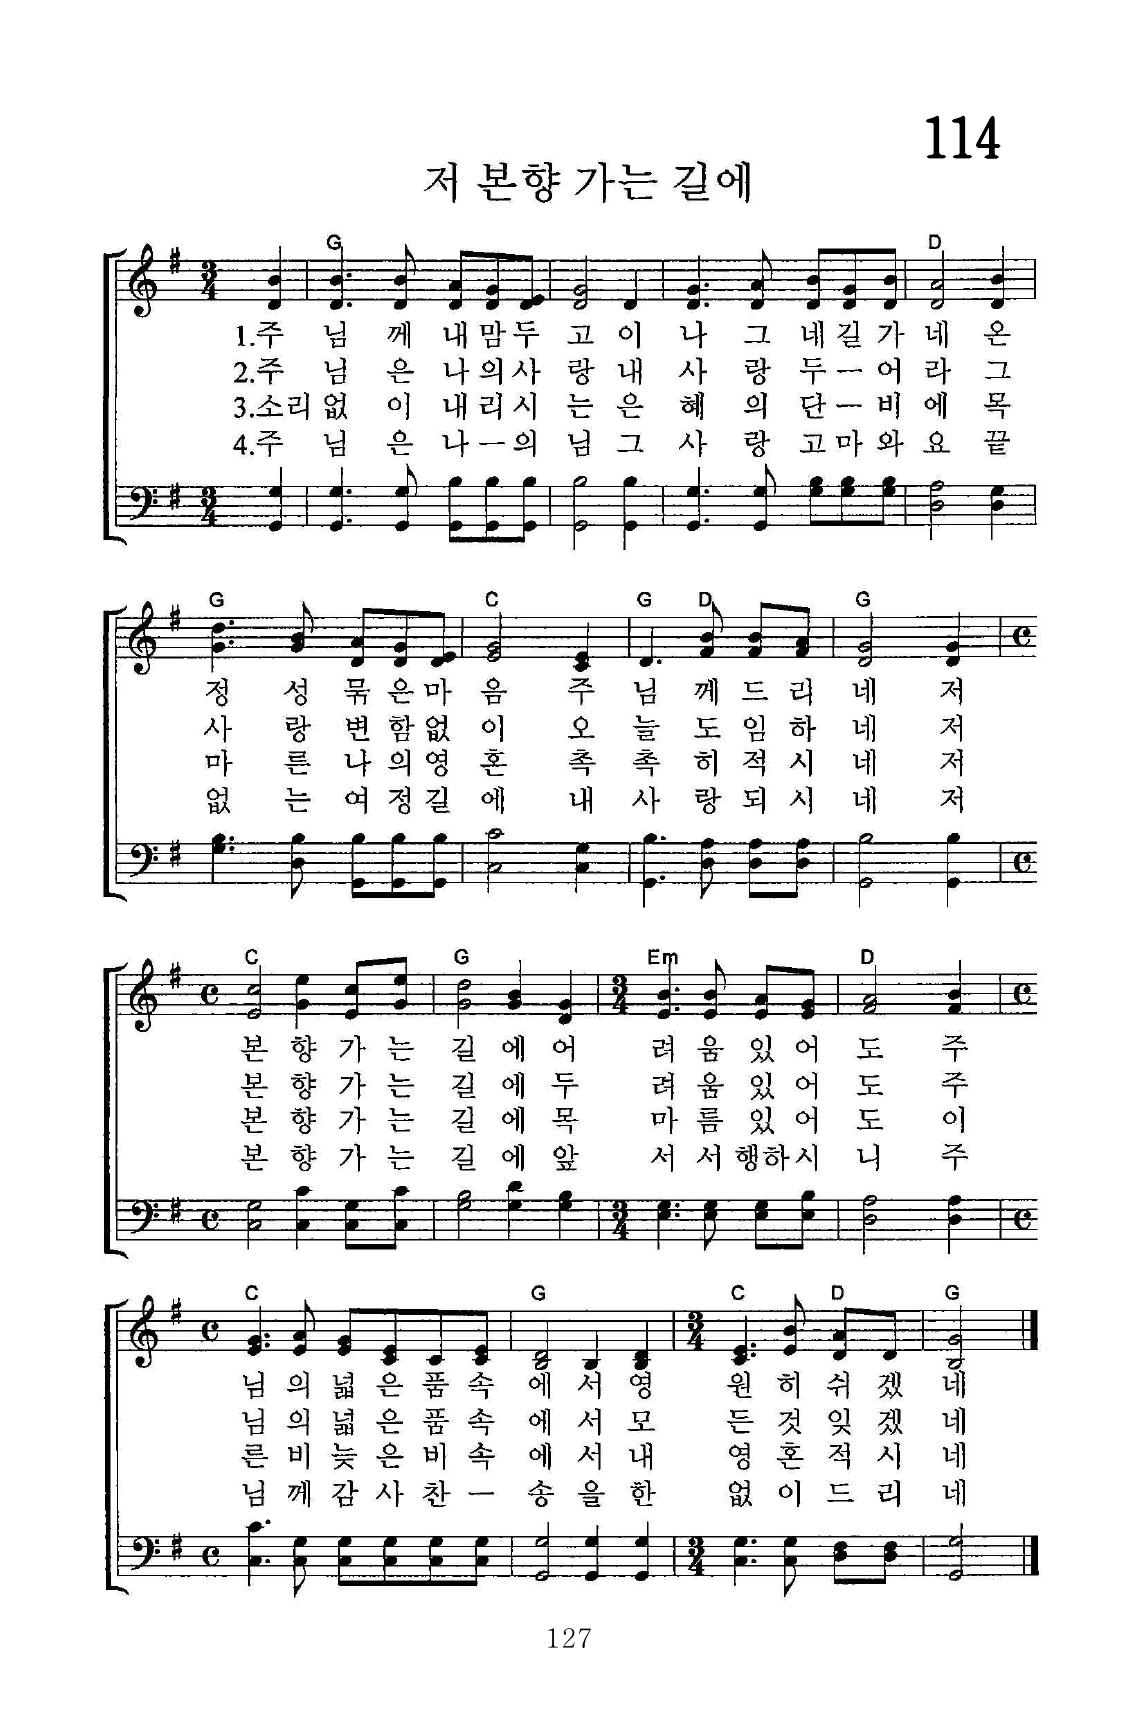 114
저 본향 가는 길에
G D
1.주 님 께 내 맘 두 고 이 나 그 네 길 가 네 온
2.주 님 은 나 의 사 랑 내 사 랑 두 ー 어 라 그
3.소리 없 이 내 리 시 는 은 혜 의 단 ー 비 에 목
4.주 님 은 나 ー 의 님 그 사 랑 고 마 와 요 끝
G C G D G
정 성 묶 은 마 음 주 님 께 드 리 네 저
사 랑 변 함 없 이 오 늘 도 임 하 네 저
마 른 나 의 영 혼 촉 촉 히 적 시 네 저
없 는 여 정 길 에 내 사 랑 되 시 네 저
C G Em D
본 향 가 는 길 에 어 려 움 있 어 도 주
본 향 가 는 길 에 두 려 움 있 어 도 주
본 향 가 는 길 에 목 마 름 있 어 도 이
본 향 가 는 길 에 앞 서 서 행 하 시 니 주
C G C D G
님 의 넓 은 품 속 에 서 영 원 히 쉬 겠 네
님 의 넓 은 품 속 에 서 모 든 것 잊 겠 네
른 비 늦 은 비 속 에 서 내 영 혼 적 시 네
님 께 감 사 찬 ー 송 을 한 없 이 드 리 네
127